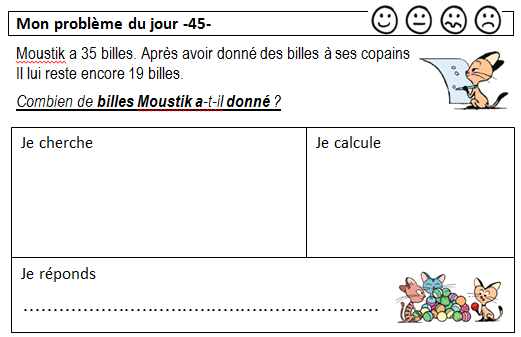 Mon problème du jour -45-
Moustik a 35 billes. Après avoir donné des billes à ses copains
Il lui reste encore 19 billes.
Combien de billes Moustik a-t-il donné ?
Je cherche
Je calcule
Je réponds